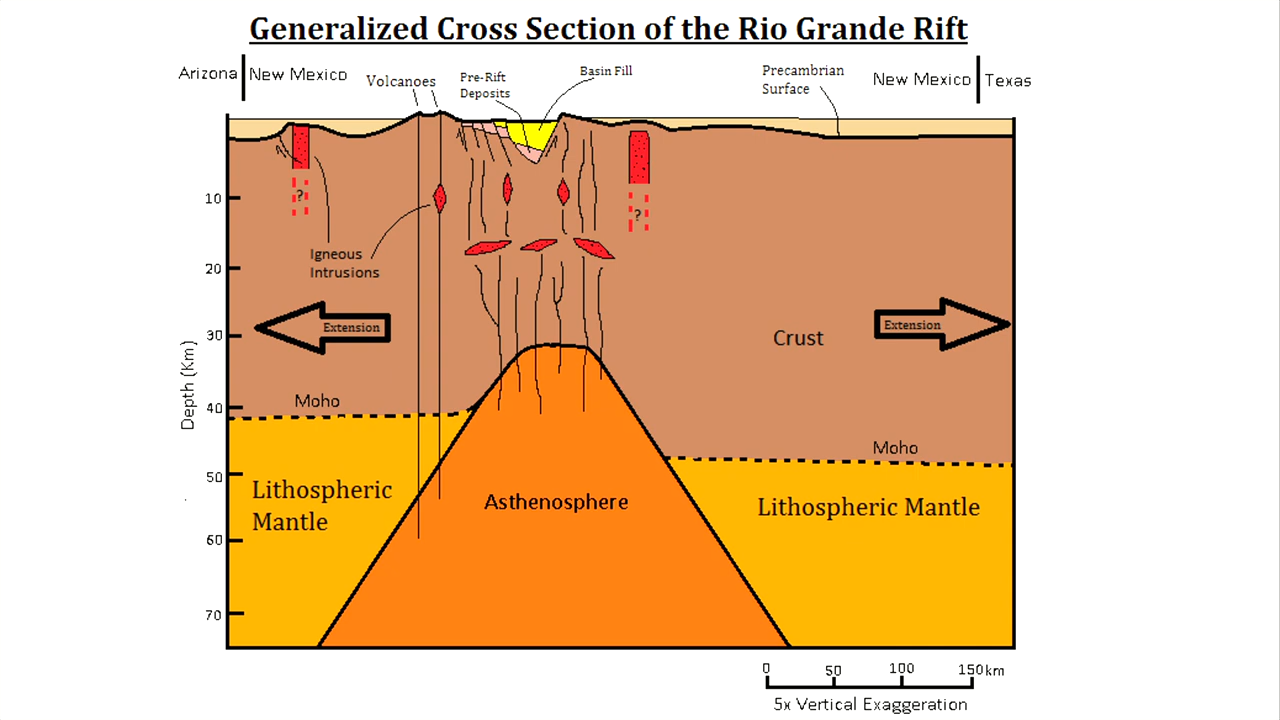 Generalized Cross Section of the Rio Grande Rift
Arizona
New Mexico
Volcanoes
Pre-Rift
Deposits
Basin Fill
Precambrian
Surface
New Mexico
Texas
10
?
?
Igneous
Intrusions
20
30
Extension
Extension
Crust
Depth (Km)
40
Moho
Moho
50
Lithospheric
Mantle
Asthenosphere
Lithospheric Mantle
60
70
0
50
100
150km
5x Vertical Exaggeration